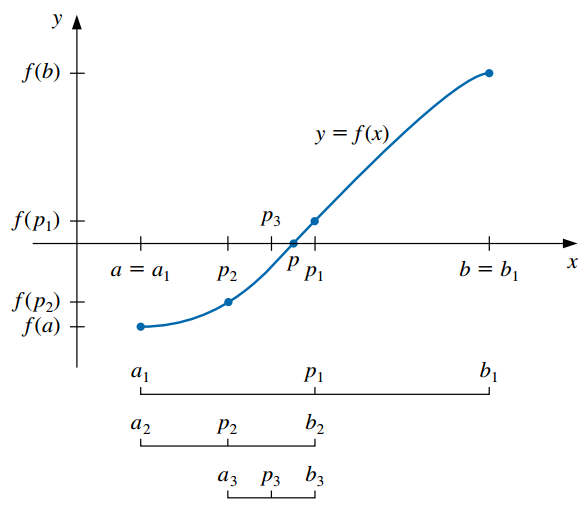 y
f(b)
y = f(x)
f(p₁)
p₃
a = a₁ p₂ p p₁ b = b₁ x
f(p₂)
f(a)
a₁ p₁ b₁
a₂ p₂ b₂
a₃ p₃ b₃